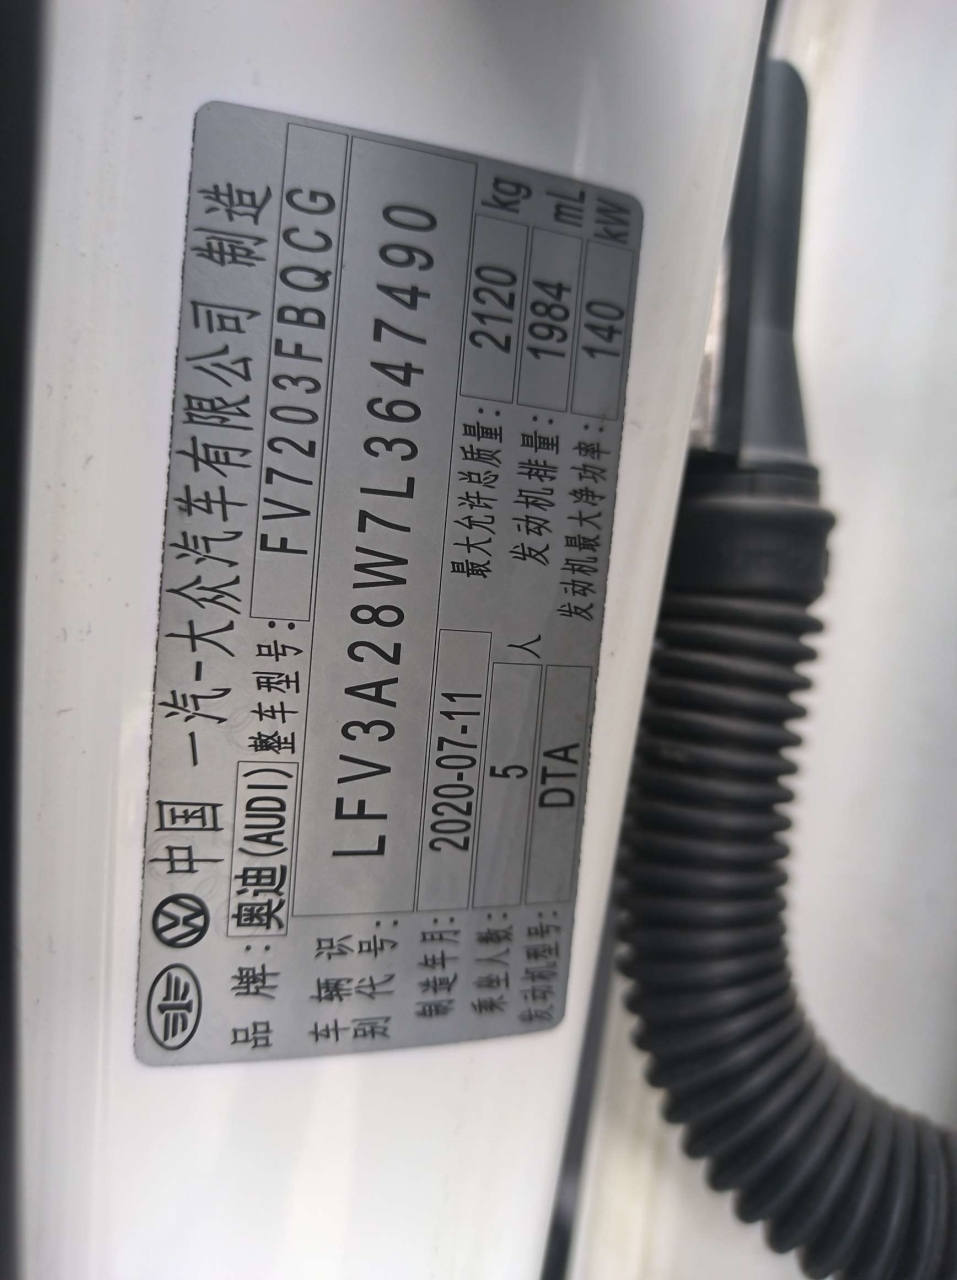 中国 一汽-大众汽车有限公司 制造
品牌: 奥迪(AUDI) 整车型号: FV7203FBQCG
车辆识别代号: LFV3A28W7L3647490
制造年月: 2020-07-11 最大允许总质量: 2120 kg
乘坐人数: 5 人 发动机排量: 1984 mL
发动机型号: DTA 发动机最大净功率: 140 kW